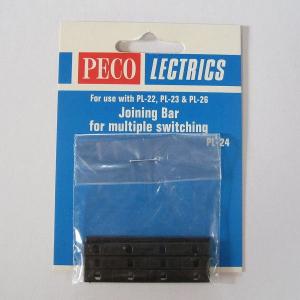 PECO LECTRICS
For use with PL-22, PL-23 & PL-26
Joining Bar
for multiple switching
PL-24